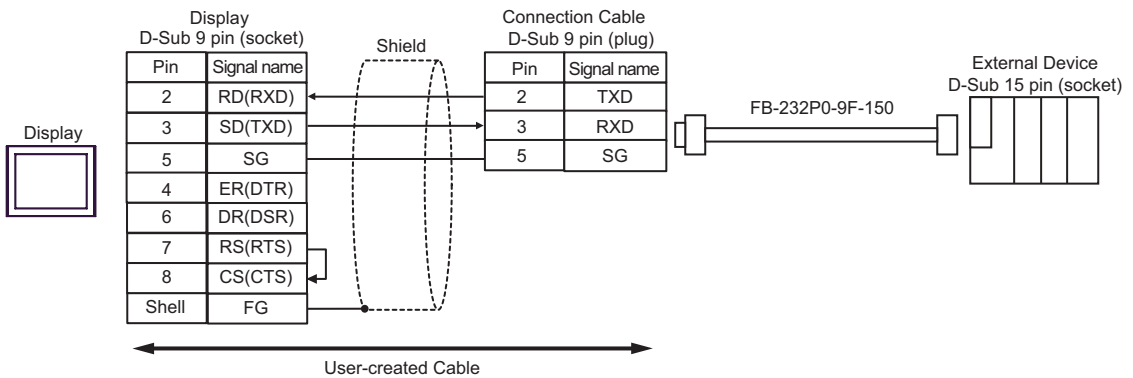 Display
Display
D-Sub 9 pin (socket)
Pin Signal name
2 RD(RXD)
3 SD(TXD)
5 SG
4 ER(DTR)
6 DR(DSR)
7 RS(RTS)
8 CS(CTS)
Shell FG
Shield
Connection Cable
D-Sub 9 pin (plug)
Pin Signal name
2 TXD
3 RXD
5 SG
FB-232P0-9F-150
External Device
D-Sub 15 pin (socket)
User-created Cable